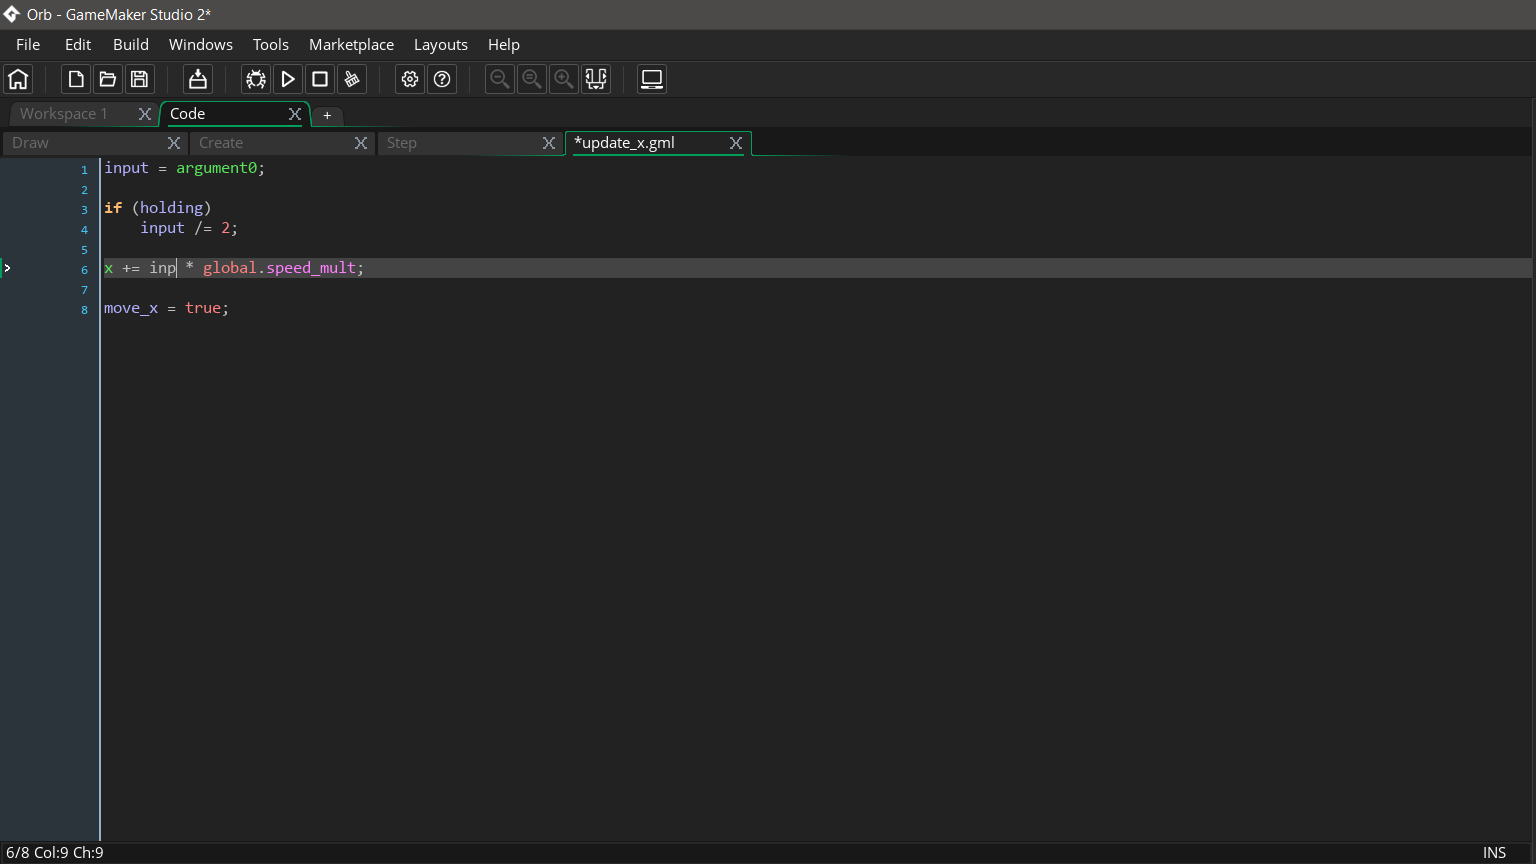 Orb - GameMaker Studio 2*
File Edit Build Windows Tools Marketplace Layouts Help
Workspace 1 X Code X +
Draw X Create X Step X *update_x.gml X
1 input = argument0;
2
3 if (holding)
4 input /= 2;
5
> 6 x += inp * global.speed_mult;
7
8 move_x = true;
6/8 Col:9 Ch:9 INS